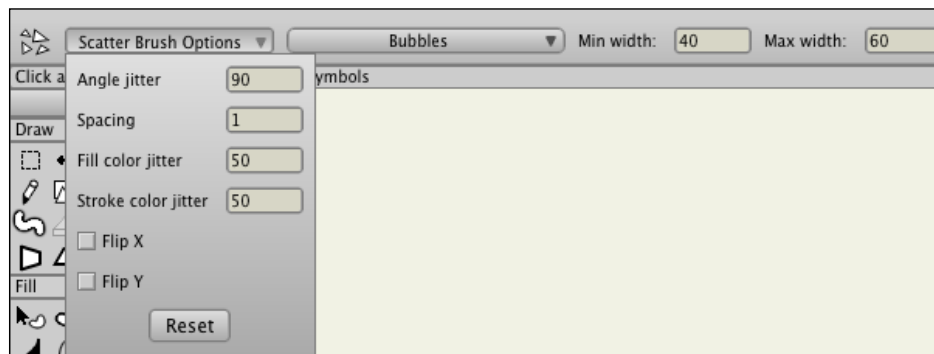 Scatter Brush Options Bubbles Min width: 40 Max width: 60
Click a ymbols
Angle jitter 90
Draw
Spacing 1
Fill color jitter 50
Stroke color jitter 50
Flip X
Fill
Flip Y
Reset